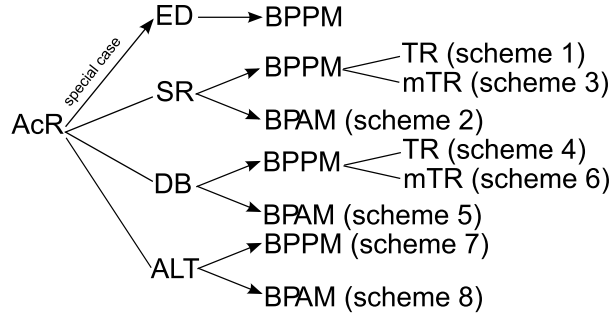 ED BPPM
special case
BPPM TR (scheme 1)
mTR (scheme 3)
SR
BPAM (scheme 2)
AcR
BPPM TR (scheme 4)
mTR (scheme 6)
DB
BPAM (scheme 5)
BPPM (scheme 7)
ALT
BPAM (scheme 8)